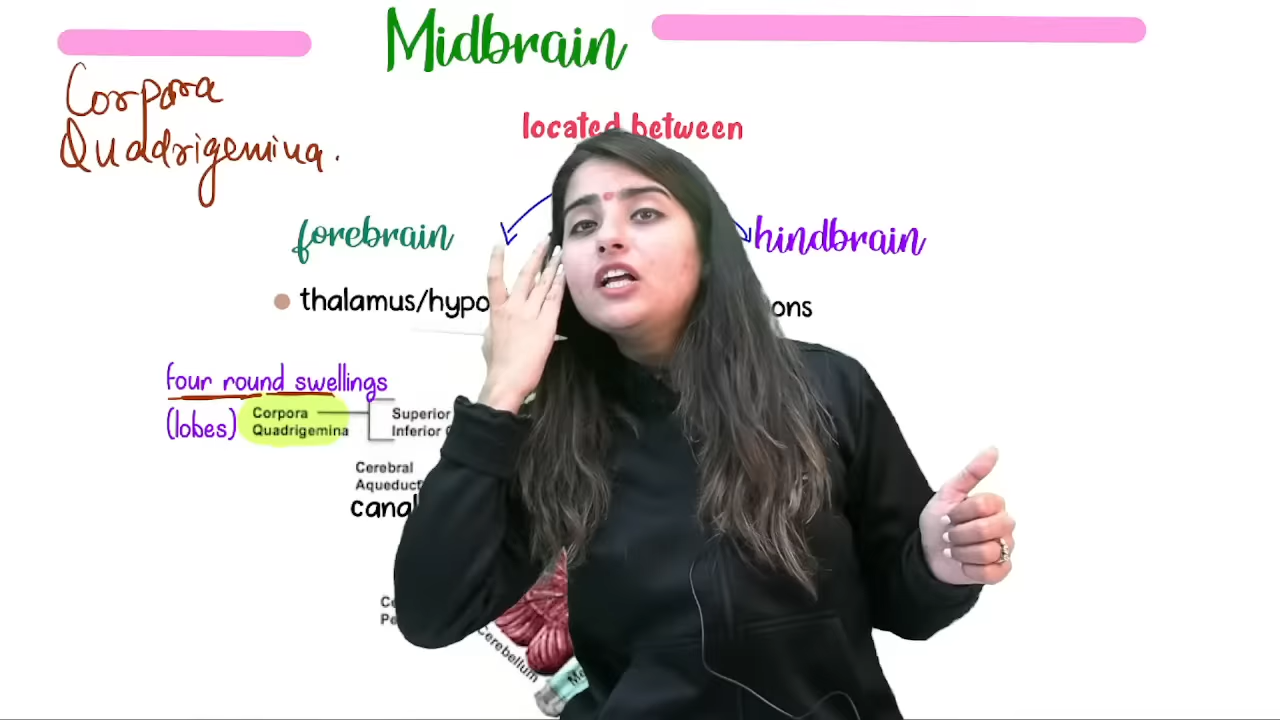 Midbrain
Corpora
Quadrigemina.
located between
forebrain
hindbrain
thalamus/hypo
ons
four round swellings
(lobes)
Corpora
Quadrigemina
Superior
Inferior
Cerebral
Aqueduct
canal
Cerebellum